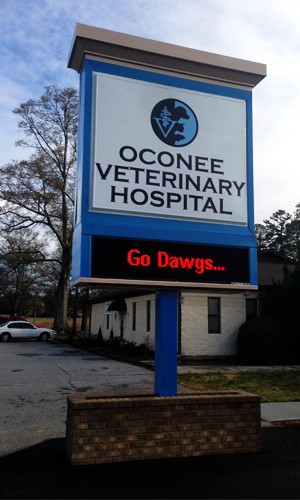 OCONEE
VETERINARY
HOSPITAL
Go Dawgs...